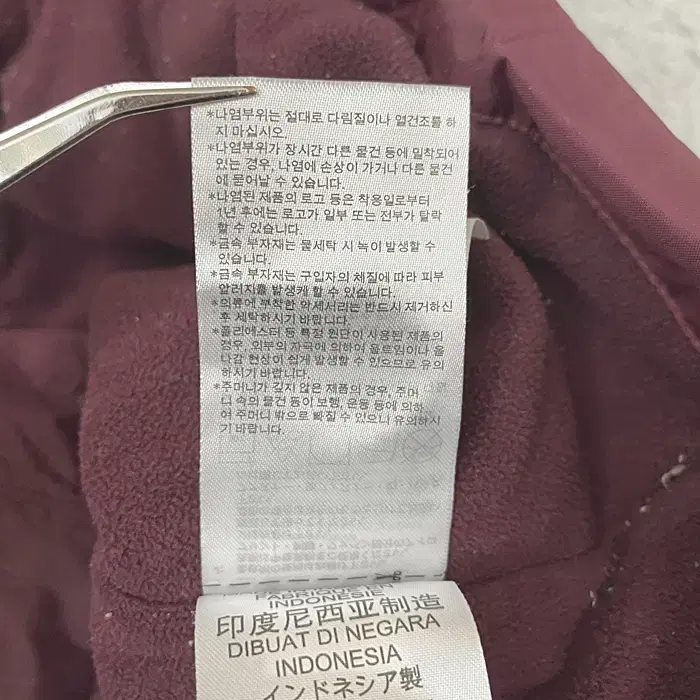 *나염부위는 절대로 다림질이나 열건조를 하
지 마십시오.
*나염부위가 장시간 다른 물건 등에 밀착되어
있는 경우, 나염에 손상이 가거나 다른 물건
에 묻어날 수 있습니다.
*나염된 제품의 로고 등은 착용일로부터
1년 후에는 로고가 일부 또는 전부가 탈락
할 수 있습니다.
*금속 부자재는 물세탁 시 녹이 발생할 수
있습니다.
*금속 부자재는 구입자의 체질에 따라 피부
알러지를 발생케 할 수 있습니다.
*의류에 부착한 악세서리는 반드시 제거하신
후 세탁하시기 바랍니다.
*폴리에스터 등 특정 원단이 사용된 제품의
경우, 외부의 자극에 의하여 올트임이나 올
나감 현상이 쉽게 발생할 수 있으므로 유의
하시기 바랍니다.
*주머니가 깊지 않은 제품의 경우, 주머
니 속의 물건 등이 보행, 운동 등에 의하
여 주머니 밖으로 빠질 수 있으니 유의하시
기 바랍니다.
INDONESIE
印度尼西亚制造
DIBUAT DI NEGARA
INDONESIA
インドネシア製